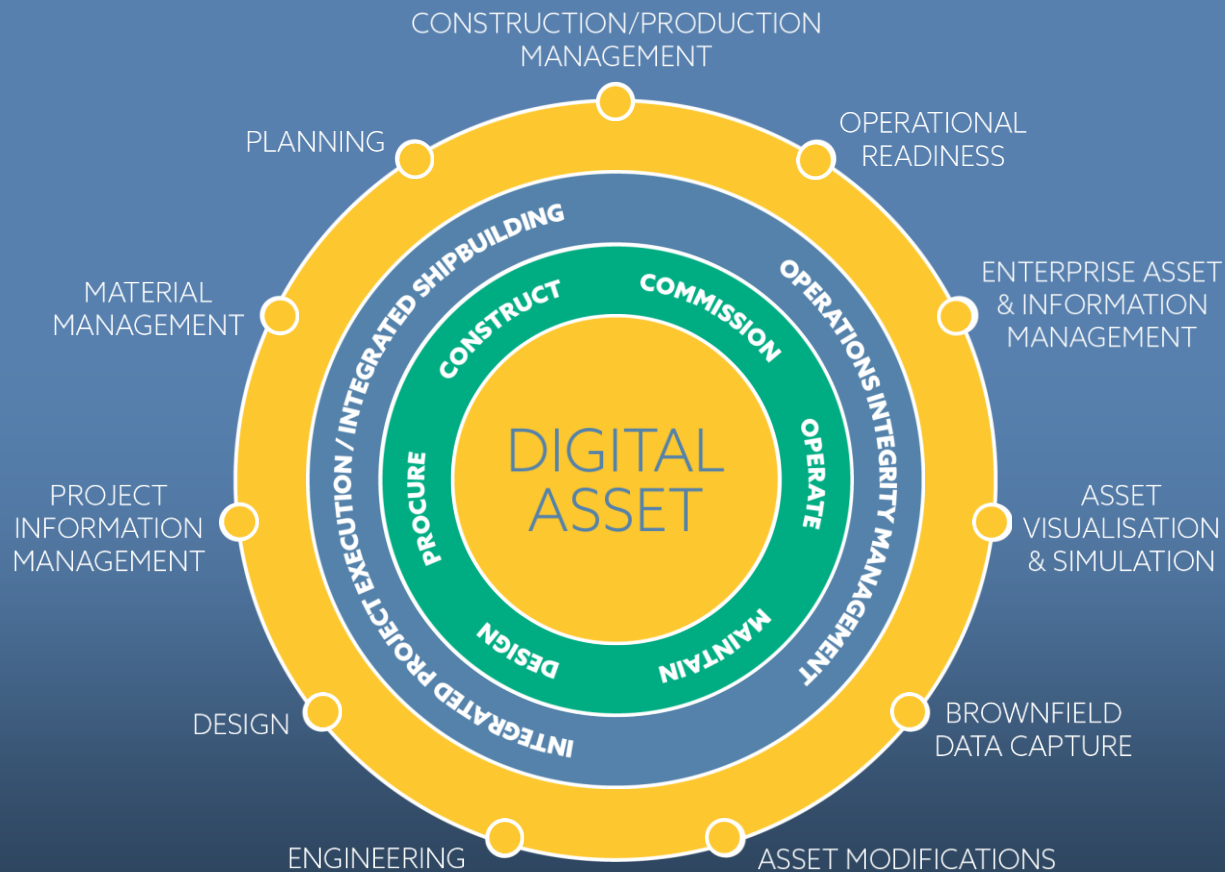 CONSTRUCTION/PRODUCTION
MANAGEMENT
OPERATIONAL
READINESS
ENTERPRISE ASSET
& INFORMATION
MANAGEMENT
ASSET
VISUALISATION
& SIMULATION
BROWNFIELD
DATA CAPTURE
ASSET MODIFICATIONS
ENGINEERING
DESIGN
PROJECT
INFORMATION
MANAGEMENT
MATERIAL
MANAGEMENT
PLANNING
INTEGRATED PROJECT EXECUTION / INTEGRATED SHIPBUILDING
OPERATIONS INTEGRITY MANAGEMENT
DESIGN
PROCURE
CONSTRUCT
COMMISSION
OPERATE
MAINTAIN
DIGITAL
ASSET